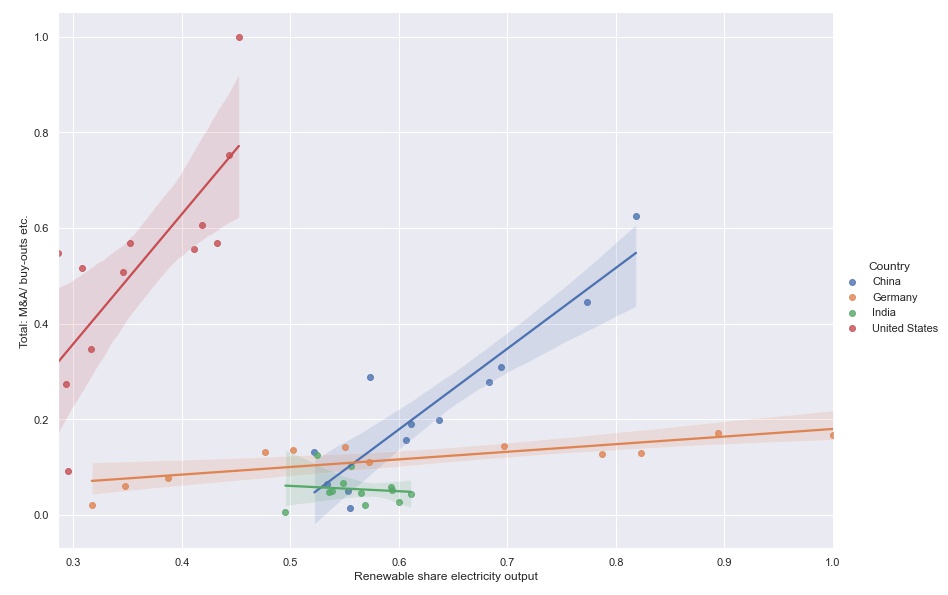 1.0
0.8
0.6
0.4
0.2
0.0
Total: M&A/ buy-outs etc.
0.3 0.4 0.5 0.6 0.7 0.8 0.9 1.0
Renewable share electricity output
Country
China
Germany
India
United States